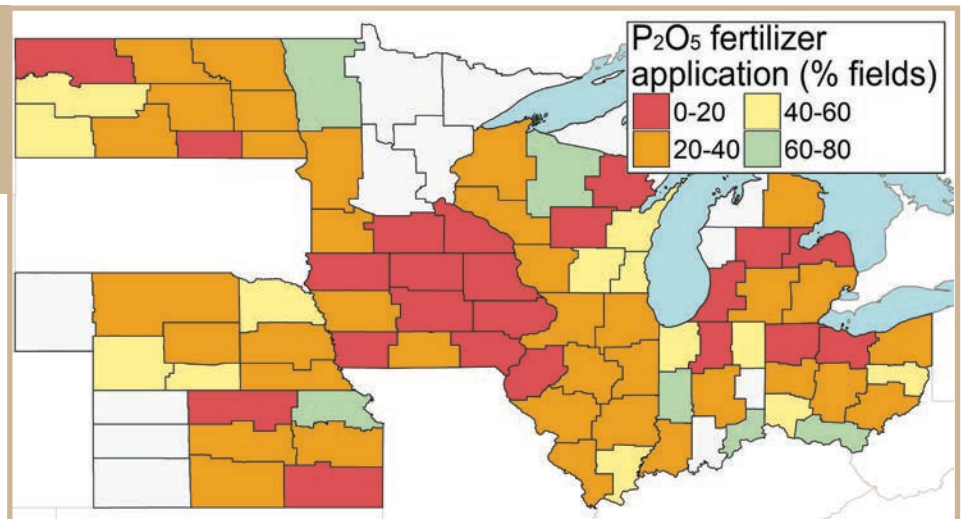 P₂O₅ fertilizer
application (% fields)
0-20 40-60
20-40 60-80